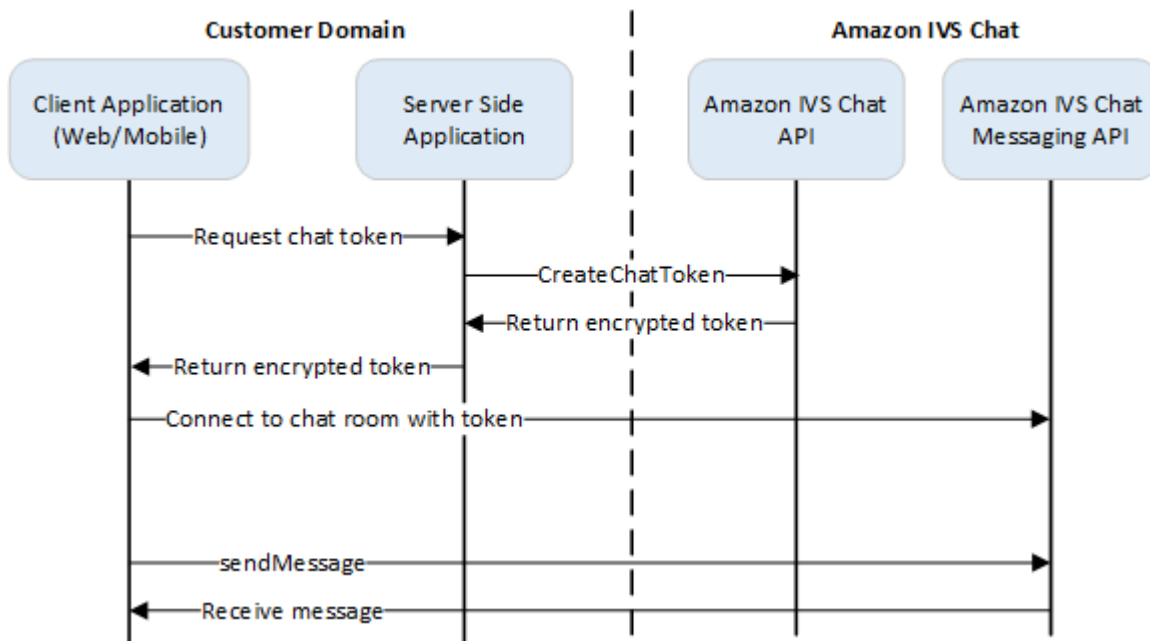 Customer Domain
Amazon IVS Chat
Client Application
(Web/Mobile)
Server Side
Application
Amazon IVS Chat
API
Amazon IVS Chat
Messaging API
Request chat token
CreateChatToken
Return encrypted token
Return encrypted token
Connect to chat room with token
sendMessage
Receive message